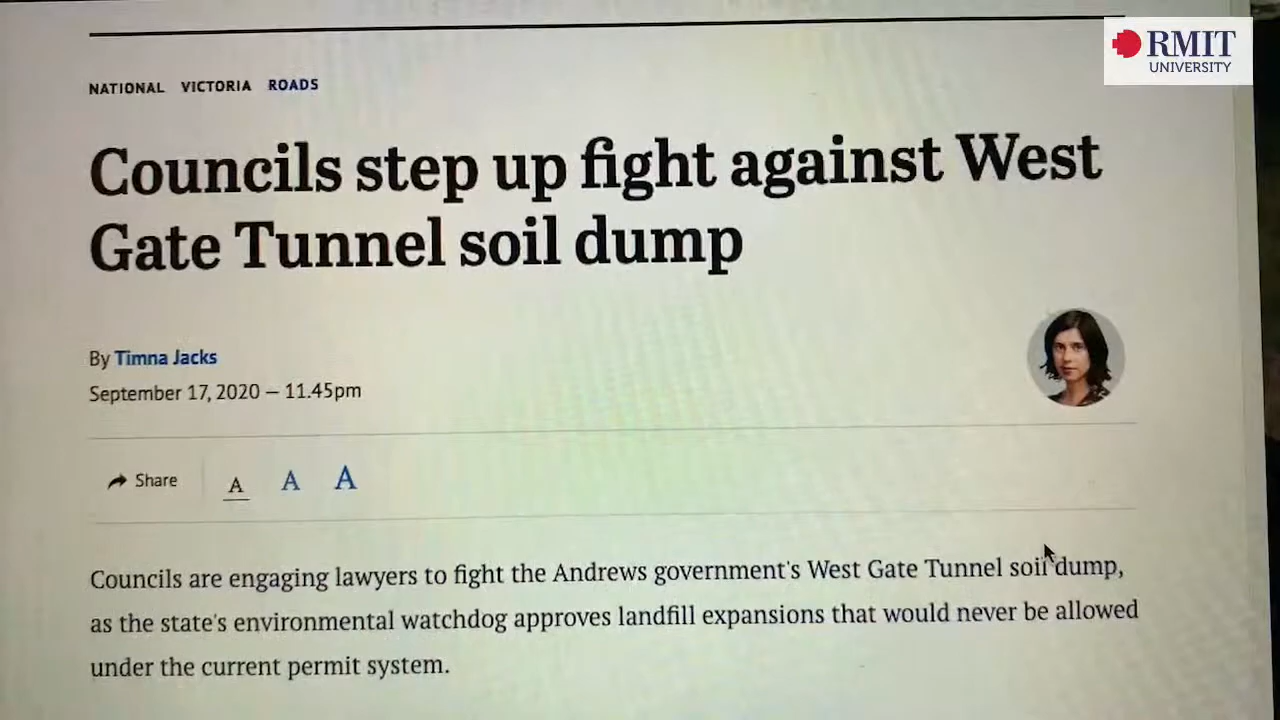 RMIT
UNIVERSITY
NATIONAL VICTORIA ROADS
Councils step up fight against West
Gate Tunnel soil dump
By Timna Jacks
September 17, 2020 – 11.45pm
Share A A A
Councils are engaging lawyers to fight the Andrews government's West Gate Tunnel soil dump,
as the state's environmental watchdog approves landfill expansions that would never be allowed
under the current permit system.